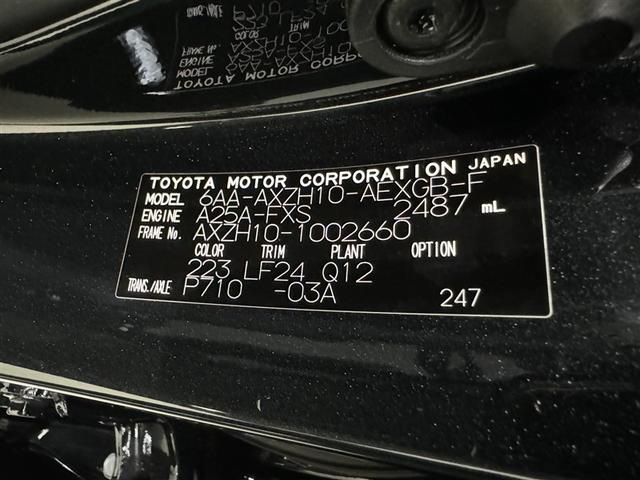 TOYOTA MOTOR CORPORATION JAPAN
MODEL 6AA-AXZH10-AEXGB-F
ENGINE A25A-FXS 2487 mL
FRAME No. AXZH10-1002660
COLOR TRIM PLANT OPTION
223 LF24 Q12
TRANS./AXLE P710 -03A 247